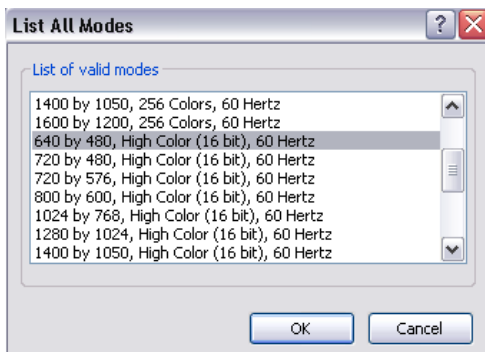 List All Modes
List of valid modes
1400 by 1050, 256 Colors, 60 Hertz
1600 by 1200, 256 Colors, 60 Hertz
640 by 480, High Color (16 bit), 60 Hertz
720 by 480, High Color (16 bit), 60 Hertz
720 by 576, High Color (16 bit), 60 Hertz
800 by 600, High Color (16 bit), 60 Hertz
1024 by 768, High Color (16 bit), 60 Hertz
1280 by 1024, High Color (16 bit), 60 Hertz
1400 by 1050, High Color (16 bit), 60 Hertz
OK Cancel